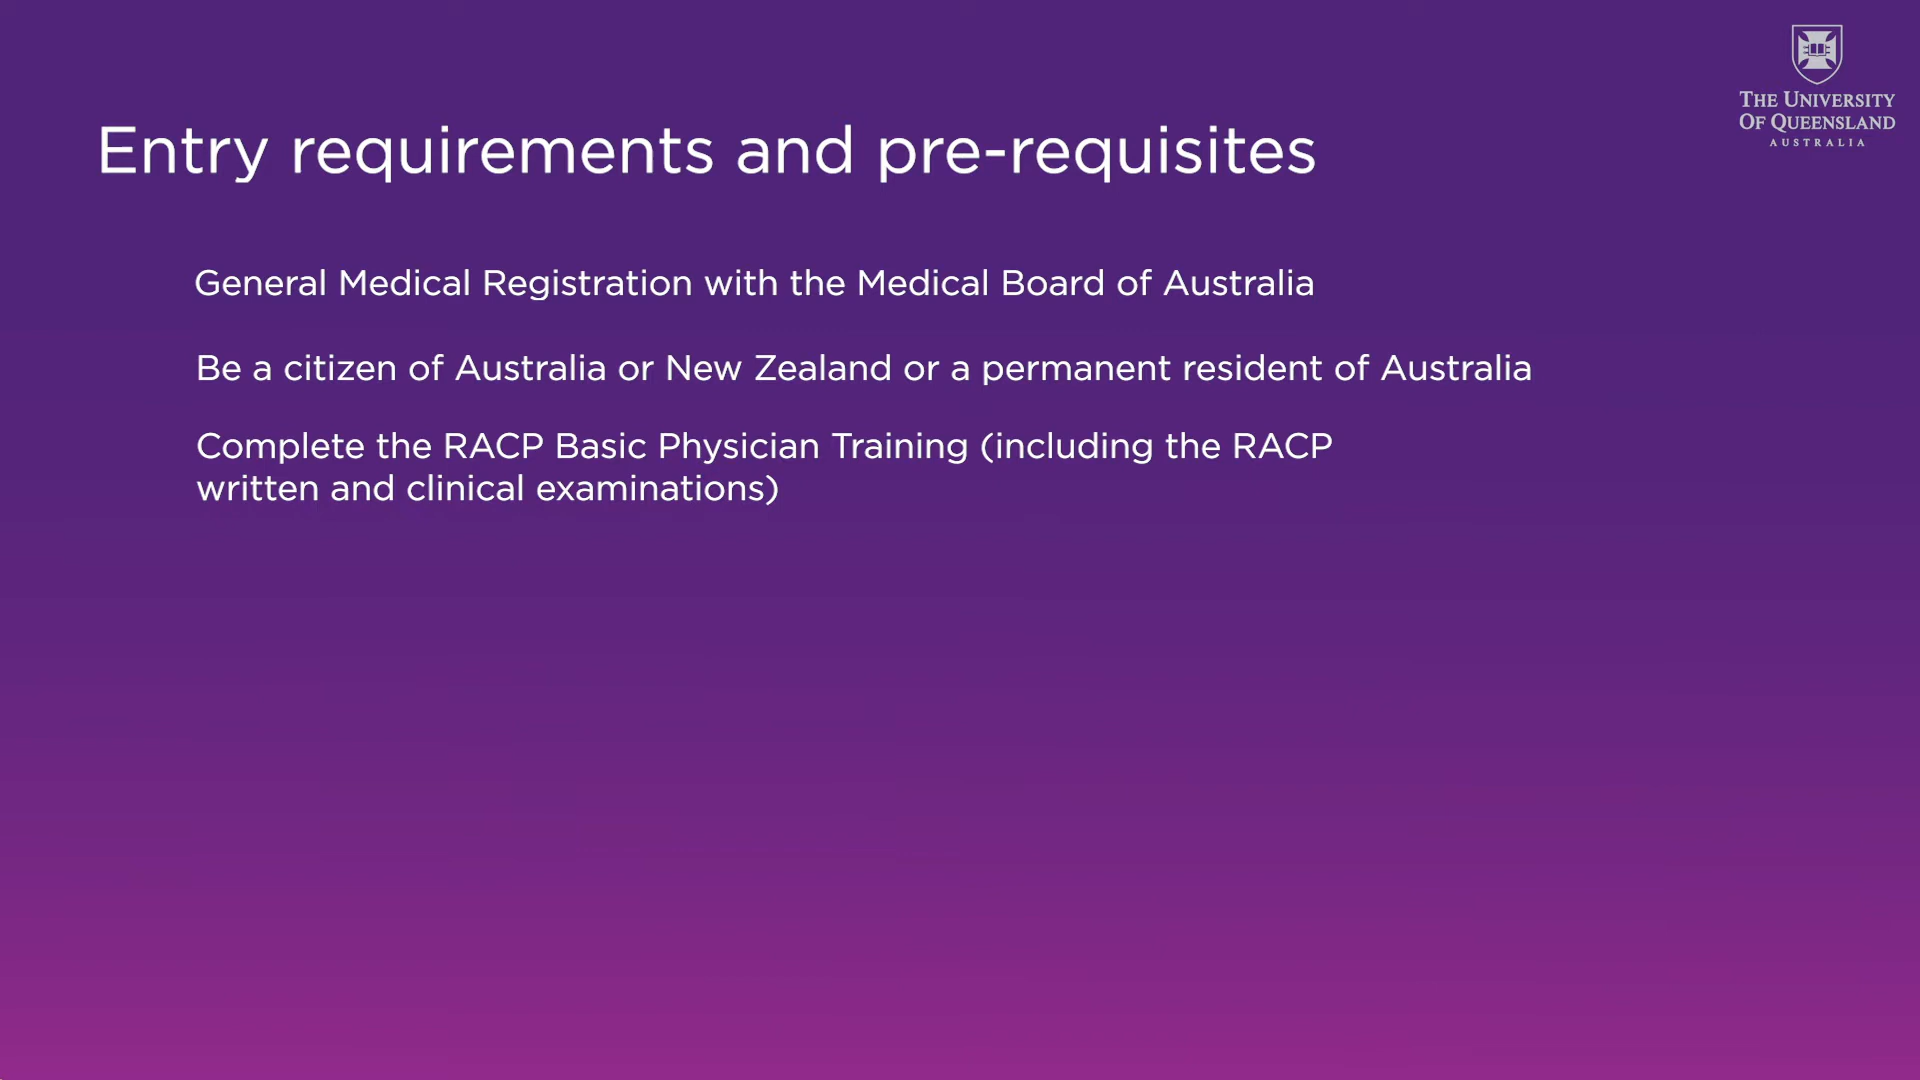 THE UNIVERSITY
OF QUEENSLAND
AUSTRALIA
Entry requirements and pre-requisites
General Medical Registration with the Medical Board of Australia
Be a citizen of Australia or New Zealand or a permanent resident of Australia
Complete the RACP Basic Physician Training (including the RACP
written and clinical examinations)